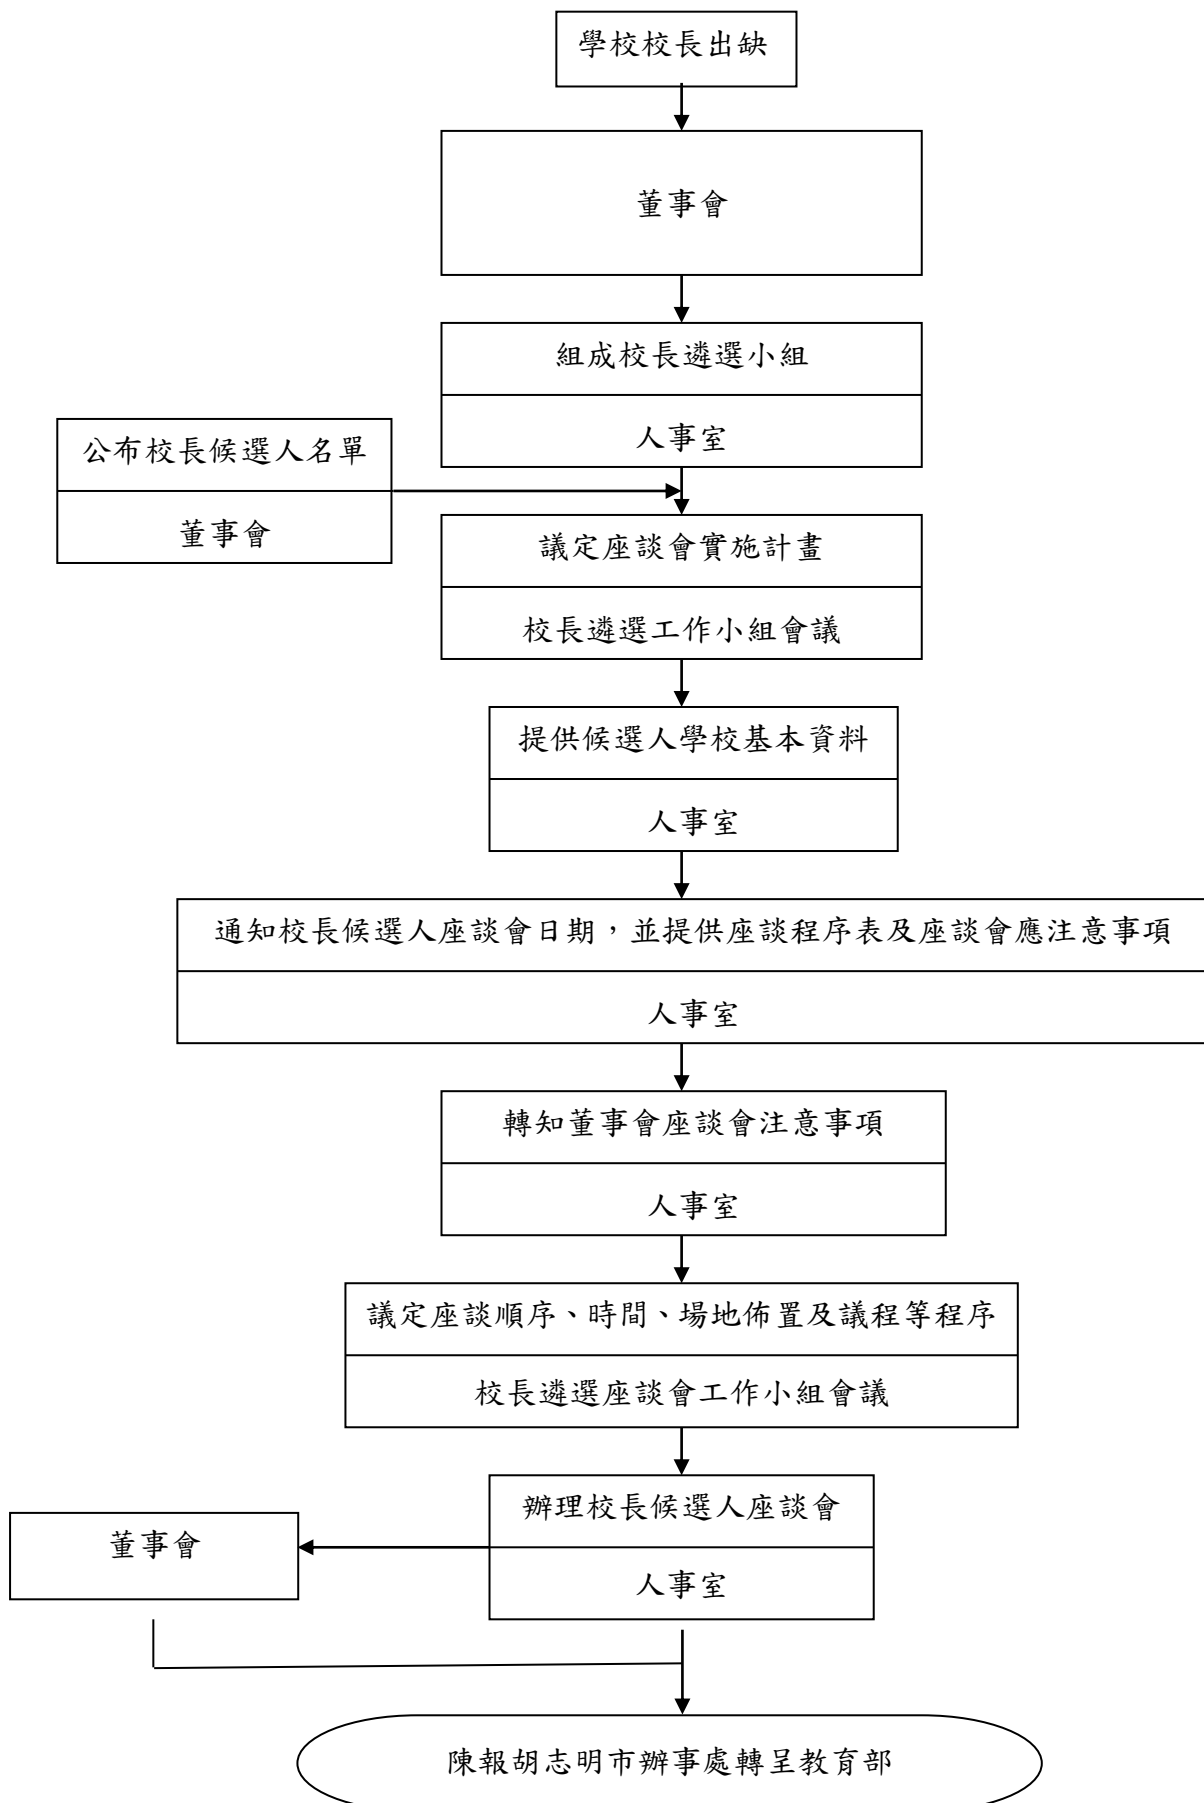 學校校長出缺
董事會
組成校長遴選小組
人事室
公布校長候選人名單
董事會
議定座談會實施計畫
校長遴選工作小組會議
提供候選人學校基本資料
人事室
通知校長候選人座談會日期，並提供座談程序表及座談會應注意事項
人事室
轉知董事會座談會注意事項
人事室
議定座談順序、時間、場地佈置及議程等程序
校長遴選座談會工作小組會議
辦理校長候選人座談會
人事室
董事會
陳報胡志明市辦事處轉呈教育部